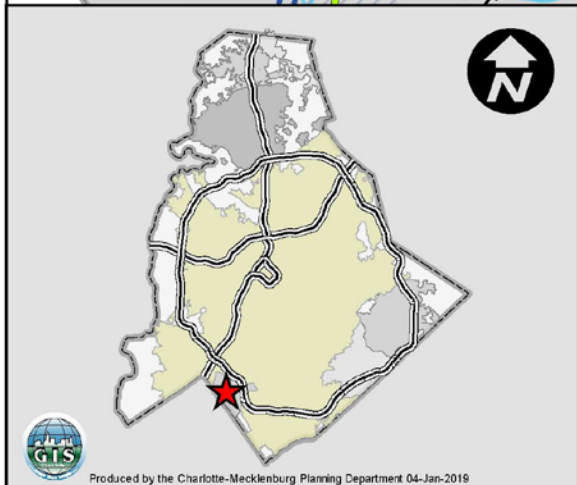 N
GIS
Produced by the Charlotte-Mecklenburg Planning Department 04-Jan-2019